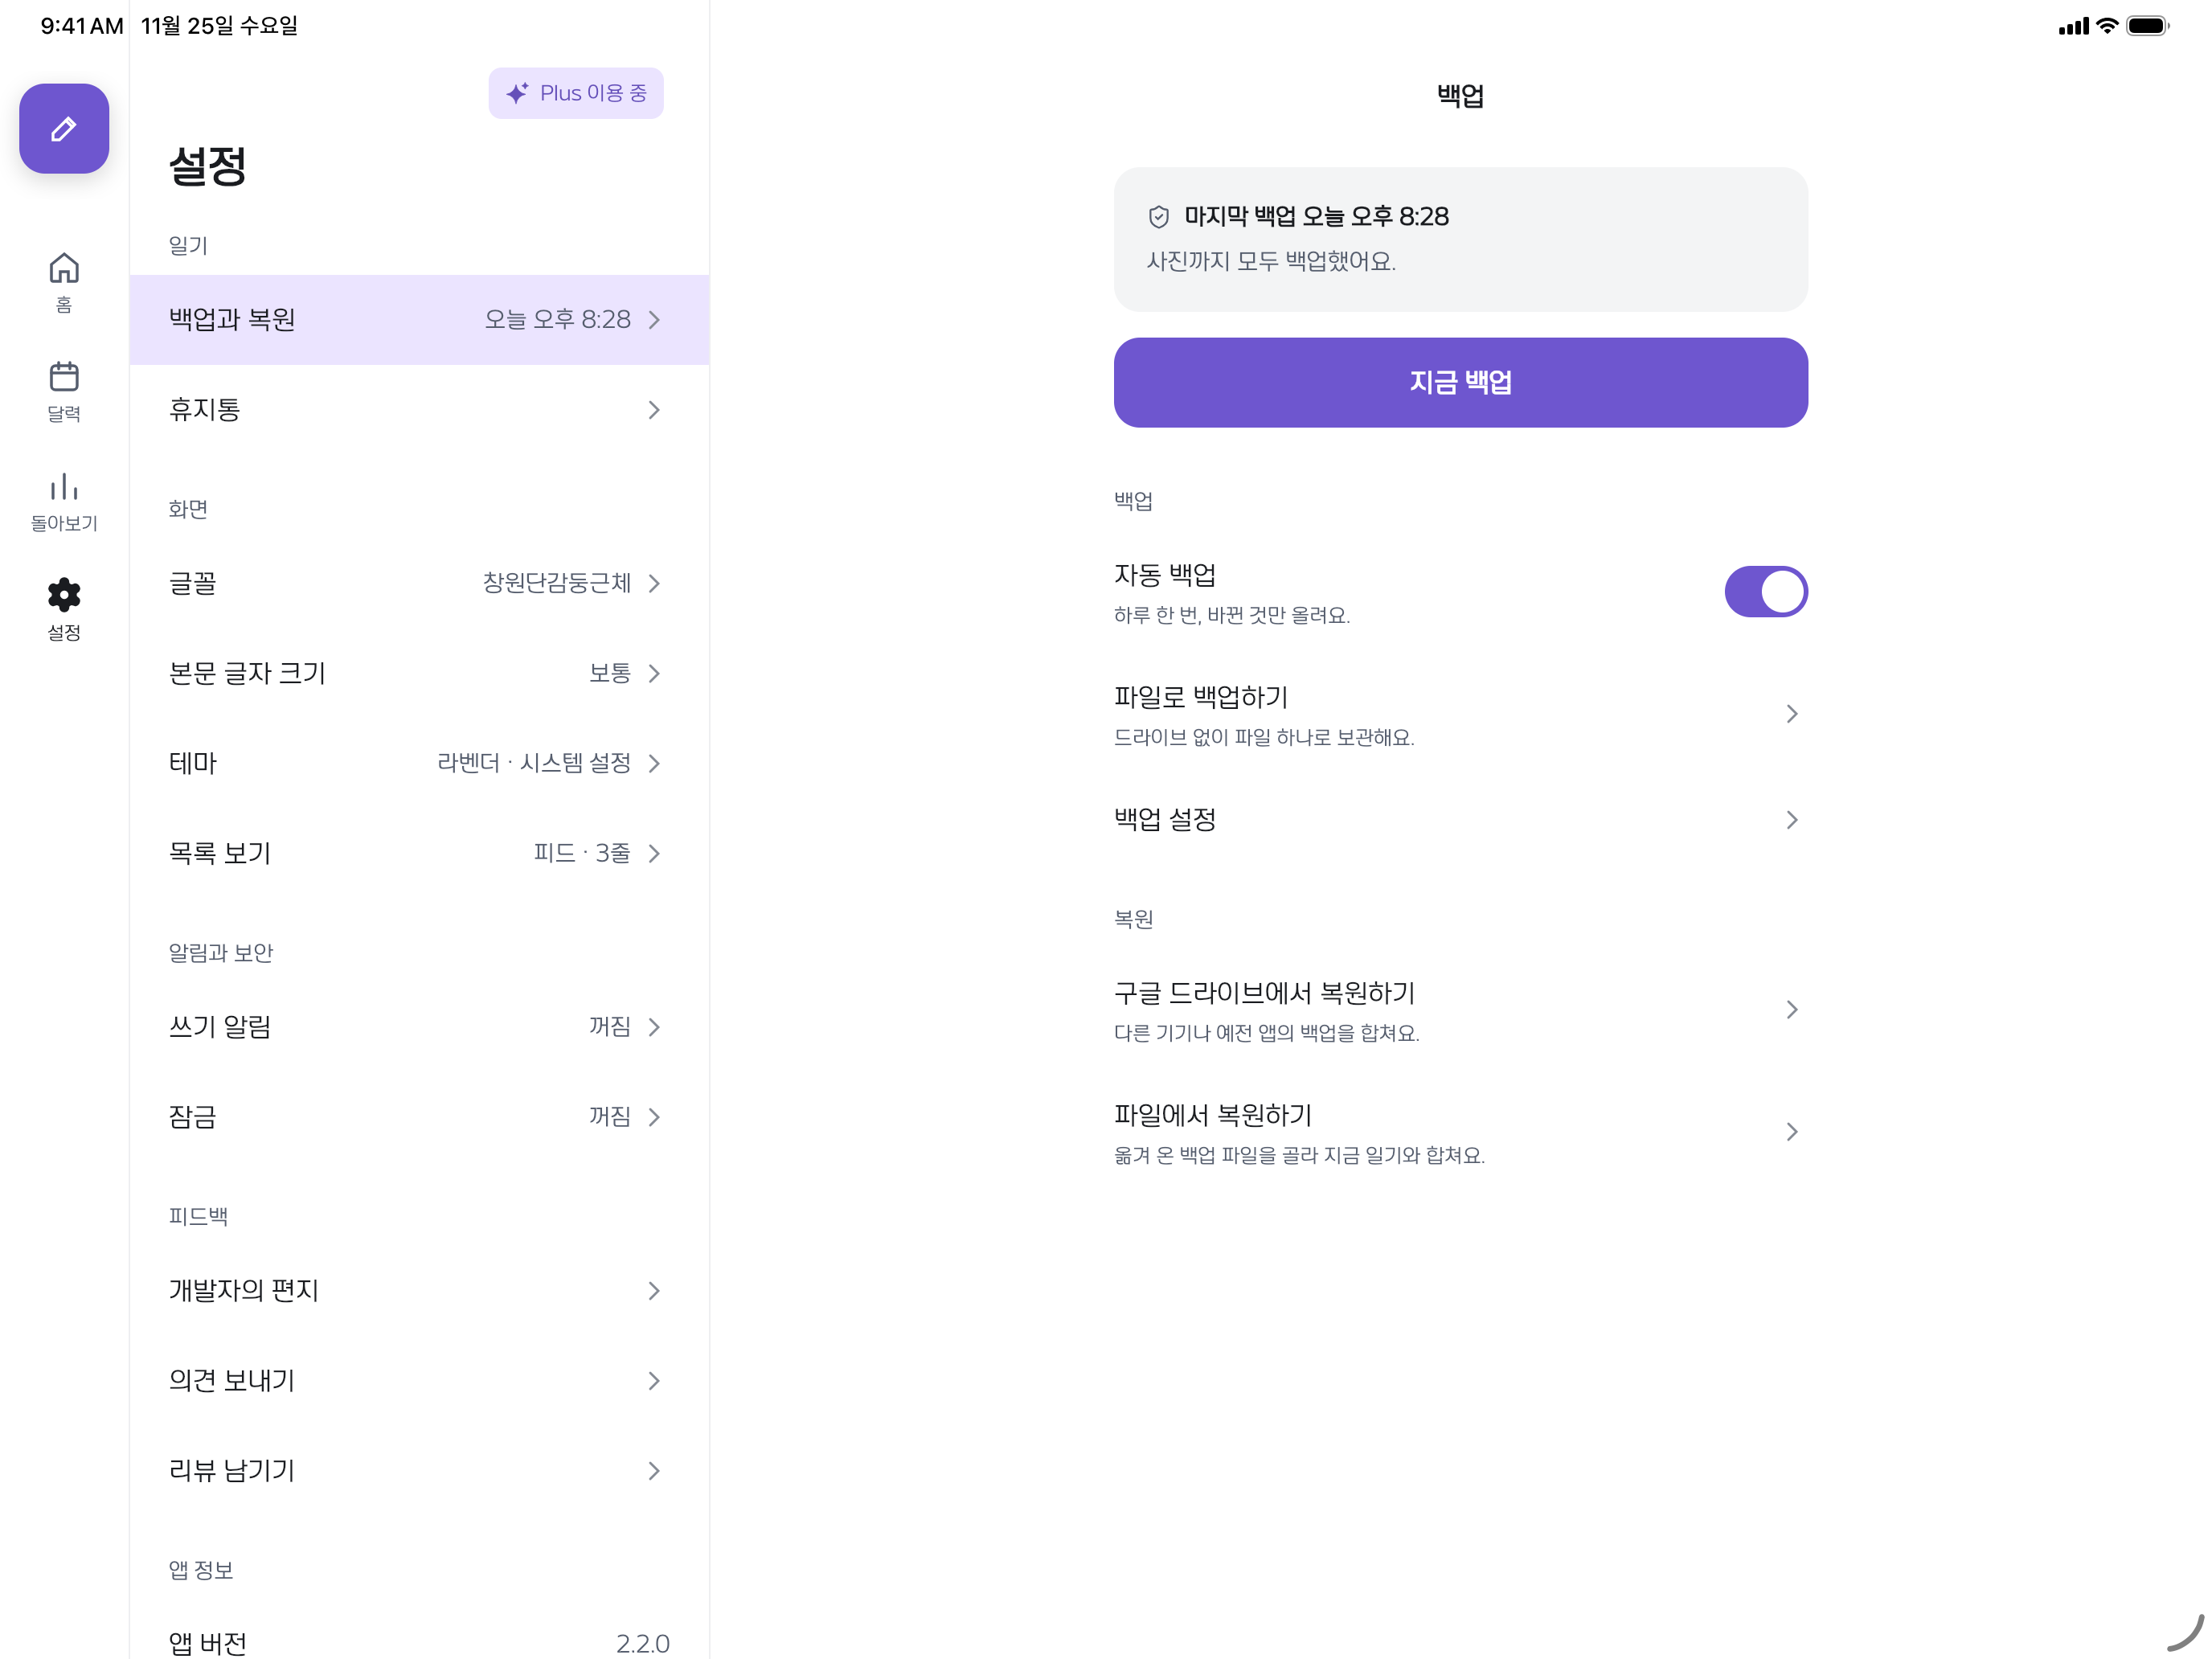 9:41 AM 11월 25일 수요일
홈
달력
돌아보기
설정
Plus 이용 중
설정
일기
백업과 복원 오늘 오후 8:28
휴지통
화면
글꼴 창원단감둥근체
본문 글자 크기 보통
테마 라벤더 · 시스템 설정
목록 보기 피드 · 3줄
알림과 보안
쓰기 알림 꺼짐
잠금 꺼짐
피드백
개발자의 편지
의견 보내기
리뷰 남기기
앱 정보
앱 버전 2.2.0
백업
마지막 백업 오늘 오후 8:28
사진까지 모두 백업했어요.
지금 백업
백업
자동 백업
하루 한 번, 바뀐 것만 올려요.
파일로 백업하기
드라이브 없이 파일 하나로 보관해요.
백업 설정
복원
구글 드라이브에서 복원하기
다른 기기나 예전 앱의 백업을 합쳐요.
파일에서 복원하기
옮겨 온 백업 파일을 골라 지금 일기와 합쳐요.